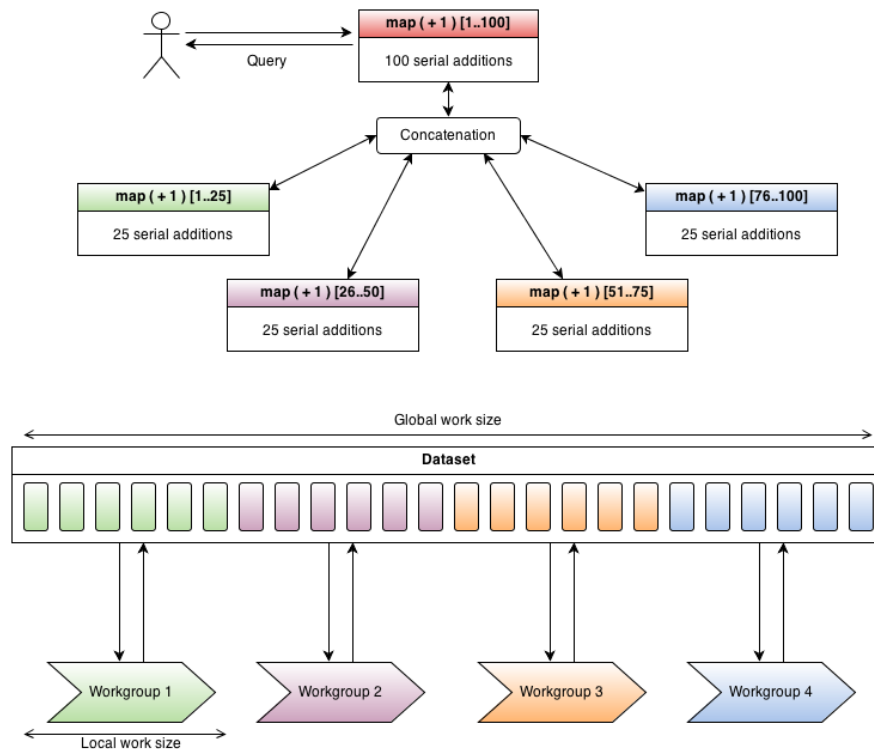 map ( + 1 ) [1..100]
Query
100 serial additions
Concatenation
map ( + 1 ) [1..25]
25 serial additions
map ( + 1 ) [76..100]
25 serial additions
map ( + 1 ) [26..50]
25 serial additions
map ( + 1 ) [51..75]
25 serial additions
Global work size
Dataset
Workgroup 1
Workgroup 2
Workgroup 3
Workgroup 4
Local work size